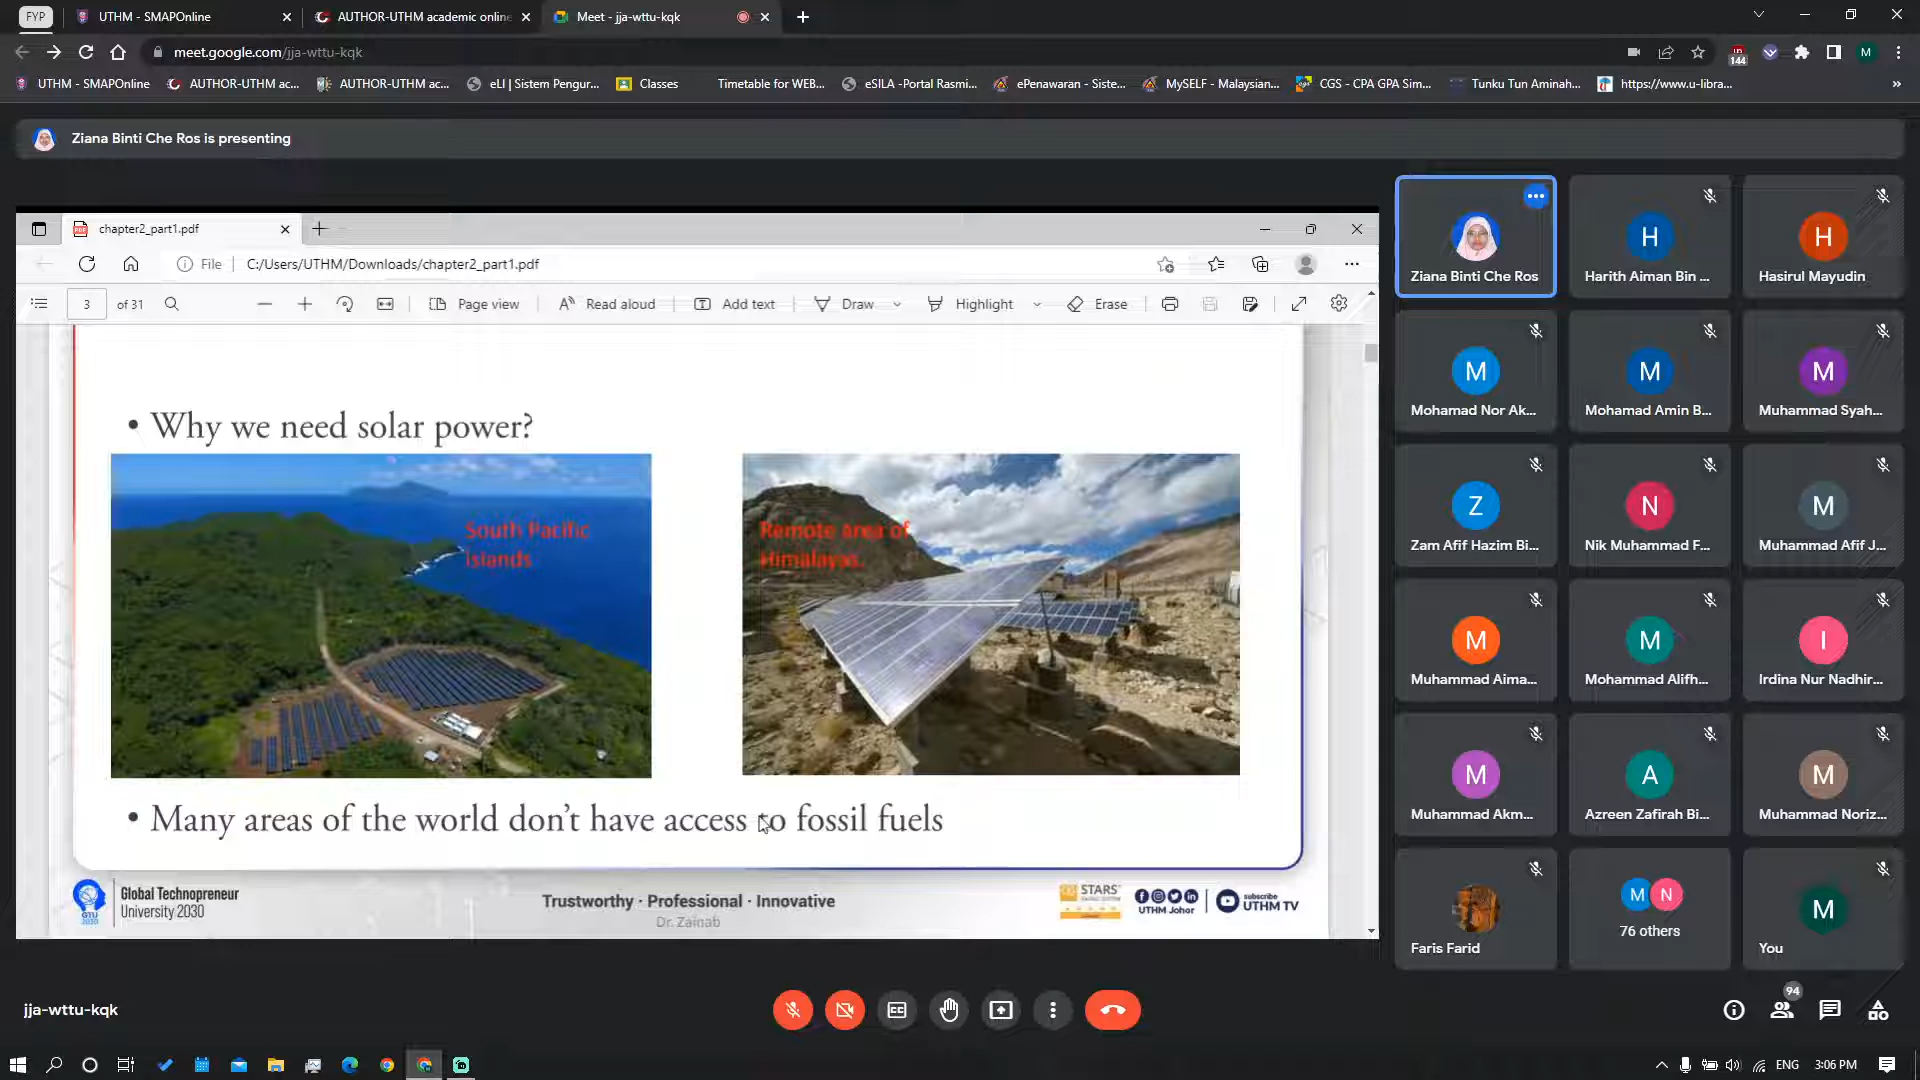 FYP
UTHM - SMAPOnline
AUTHOR-UTHM academic online
Meet - jja-wttu-kqk
meet.google.com/jja-wttu-kqk
144
M
UTHM - SMAPOnline
AUTHOR-UTHM ac...
AUTHOR-UTHM ac...
eLI | Sistem Pengur...
Classes
Timetable for WEB...
eSILA -Portal Rasmi...
ePenawaran - Siste...
MySELF - Malaysian...
CGS - CPA GPA Sim...
Tunku Tun Aminah...
https://www.u-libra...
Ziana Binti Che Ros is presenting
chapter2_part1.pdf
File
C:/Users/UTHM/Downloads/chapter2_part1.pdf
3 of 31
Page view
Read aloud
Add text
Draw
Highlight
Erase
• Why we need solar power?
South Pacific
islands
Remote area of
Himalayas.
• Many areas of the world don't have access to fossil fuels
Global Technopreneur
University 2030
Trustworthy · Professional · Innovative
Dr. Zainab
STARS
UTHM Johor
subscribe
UTHM TV
Ziana Binti Che Ros
H
Harith Aiman Bin ...
H
Hasirul Mayudin
M
Mohamad Nor Ak...
M
Mohamad Amin B...
M
Muhammad Syah...
Z
Zam Afif Hazim Bi...
N
Nik Muhammad F...
M
Muhammad Afif J...
M
Muhammad Aima...
M
Mohammad Alifh...
I
Irdina Nur Nadhir...
M
Muhammad Akm...
A
Azreen Zafirah Bi...
M
Muhammad Noriz...
Faris Farid
M N
76 others
M
You
jja-wttu-kqk
94
ENG
3:06 PM